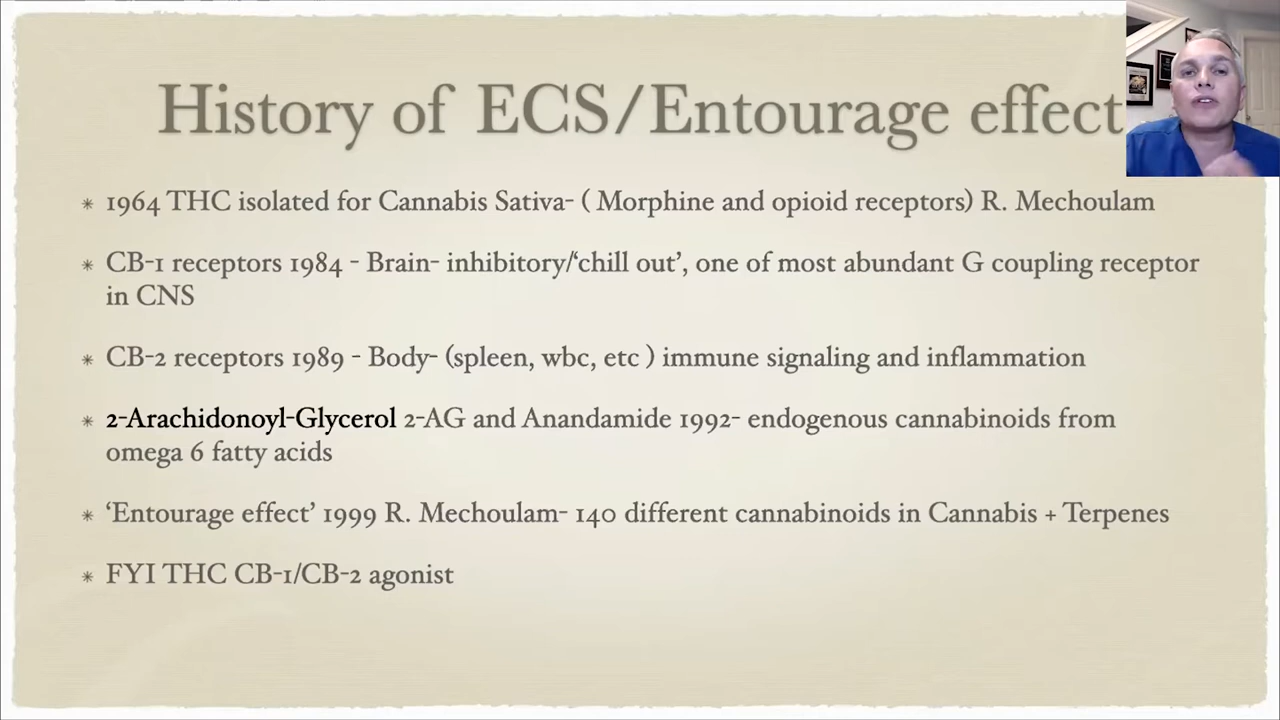 History of ECS/Entourage effect
* 1964 THC isolated for Cannabis Sativa- ( Morphine and opioid receptors) R. Mechoulam
* CB-1 receptors 1984 - Brain- inhibitory/‘chill out’, one of most abundant G coupling receptor
in CNS
* CB-2 receptors 1989 - Body- (spleen, wbc, etc ) immune signaling and inflammation
* 2-Arachidonoyl-Glycerol 2-AG and Anandamide 1992- endogenous cannabinoids from
omega 6 fatty acids
* ‘Entourage effect’ 1999 R. Mechoulam- 140 different cannabinoids in Cannabis + Terpenes
* FYI THC CB-1/CB-2 agonist